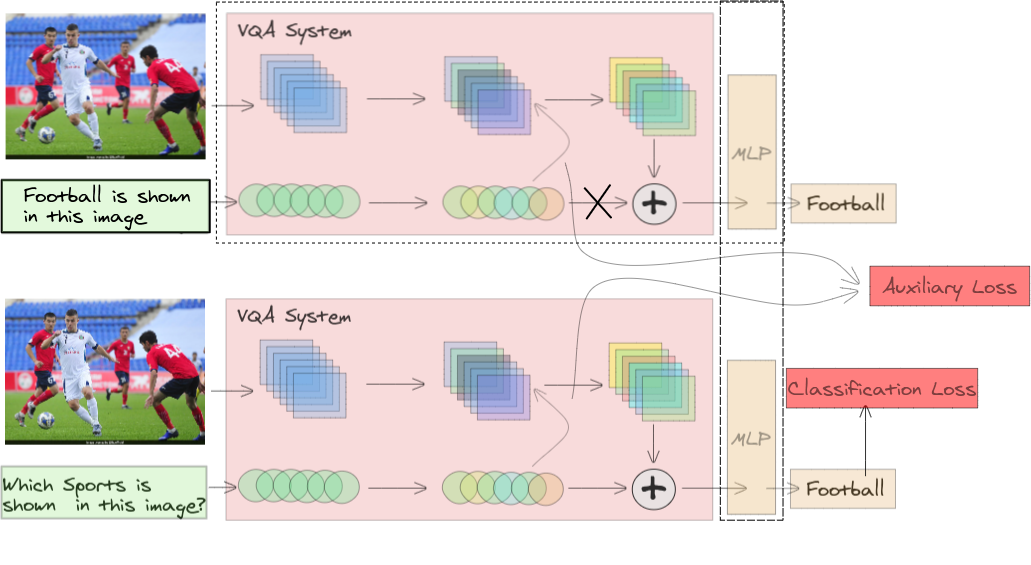 VQA System
MLP
Football is shown
in this image
Football
Auxiliary Loss
VQA System
Classification Loss
MLP
Which Sports is
shown in this image?
Football